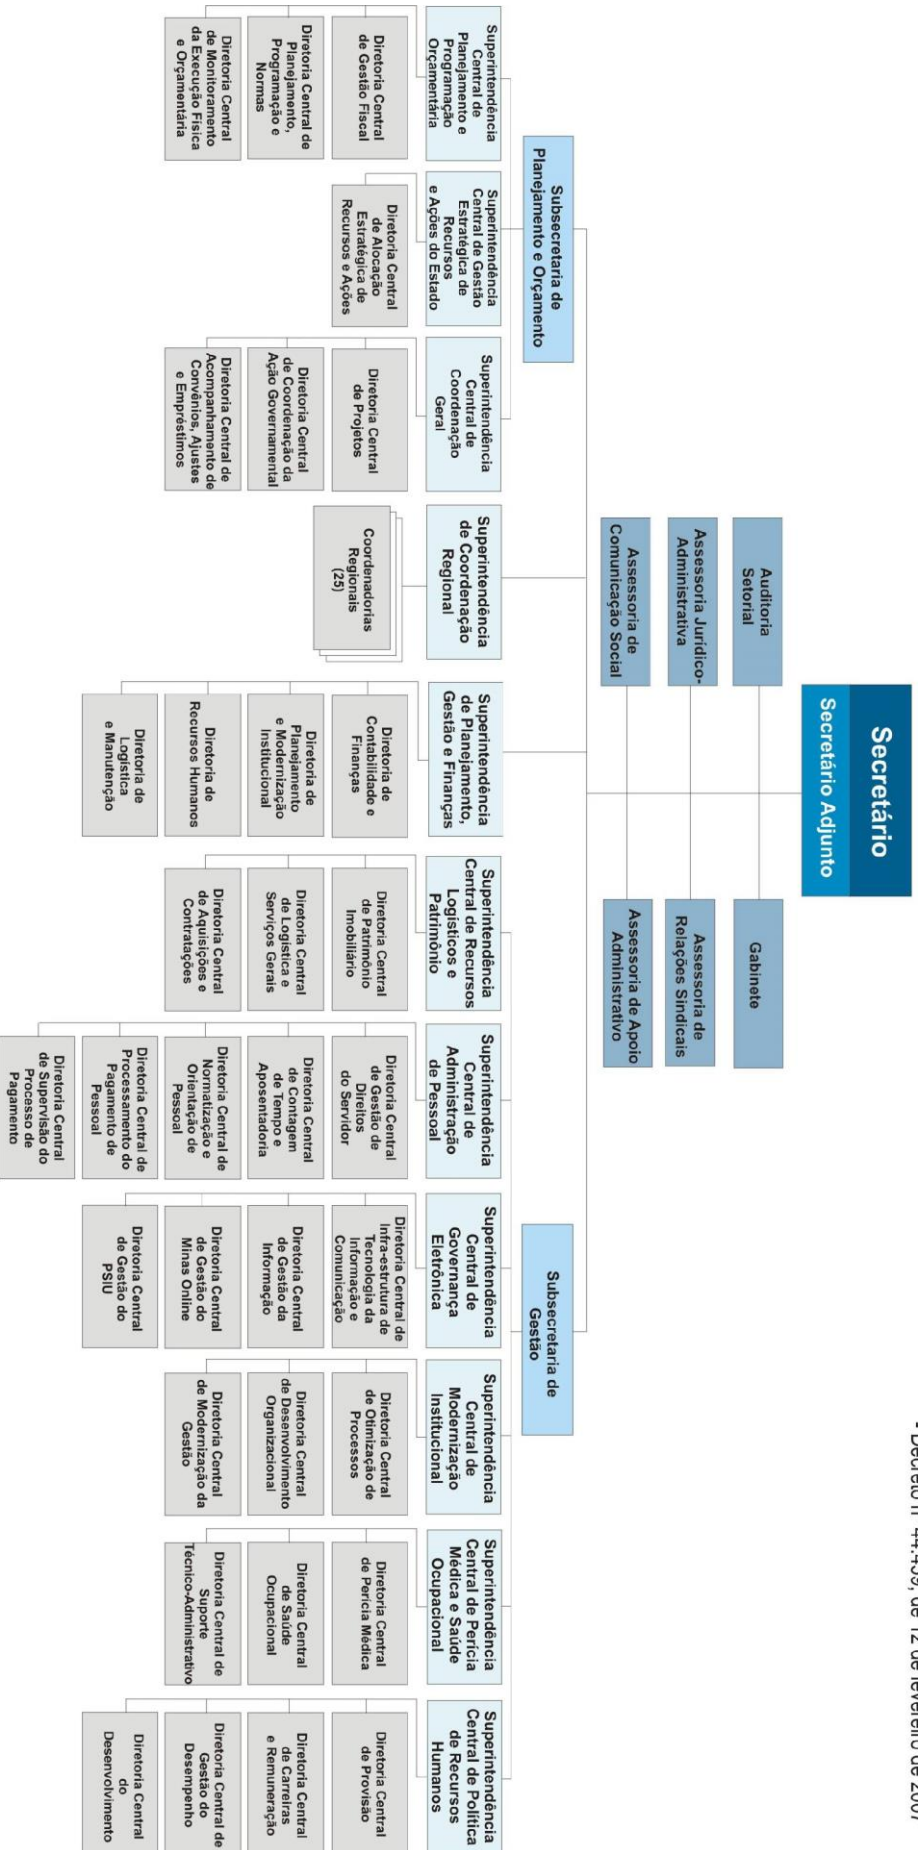 - Decreto nº 44.459, de 12 de fevereiro de 2007
Secretário
Secretário Adjunto
Auditoria
Setorial
Gabinete
Assessoria Jurídico-
Administrativa
Assessoria de
Relações Sindicais
Assessoria de
Comunicação Social
Assessoria de Apoio
Administrativo
Subsecretaria de
Planejamento e Orçamento
Subsecretaria de
Gestão
Superintendência
Central de
Planejamento e
Programação
Orçamentária
Diretoria Central
de Gestão Fiscal
Diretoria Central de
Planejamento,
Programação e
Normas
Diretoria Central
de Monitoramento
da Execução Física
e Orçamentária
Superintendência
Central de Gestão
Estratégica de
Recursos
e Ações do Estado
Diretoria Central
de Alocação
Estratégica de
Recursos e Ações
Superintendência
Central de
Coordenação
Geral
Diretoria Central
de Projetos
Diretoria Central
de Coordenação da
Ação Governamental
Diretoria Central de
Acompanhamento de
Convênios, Ajustes
e Empréstimos
Superintendência
de Coordenação
Regional
Coordenadorias
Regionais
(25)
Superintendência
de Planejamento,
Gestão e Finanças
Diretoria de
Contabilidade e
Finanças
Diretoria de
Planejamento
e Modernização
Institucional
Diretoria de
Recursos Humanos
Diretoria de
Logística
e Manutenção
Superintendência
Central de Recursos
Logísticos e
Patrimônio
Diretoria Central
de Patrimônio
Imobiliário
Diretoria Central
de Logística e
Serviços Gerais
Diretoria Central
de Aquisições e
Contratações
Superintendência
Central de
Administração
de Pessoal
Diretoria Central
de Gestão de
Direitos
do Servidor
Diretoria Central
de Contagem
de Tempo e
Aposentadoria
Diretoria Central de
Normatização e
Orientação de
Pessoal
Diretoria Central de
Processamento do
Pagamento de
Pessoal
Diretoria Central
de Supervisão do
Processo de
Pagamento
Superintendência
Central de
Governança
Eletrônica
Diretoria Central de
Infra-estrutura de
Tecnologia da
Informação e
Comunicação
Diretoria Central
de Gestão da
Informação
Diretoria Central
de Gestão do
Minas Online
Diretoria Central
de Gestão do
PSIU
Superintendência
Central de
Modernização
Institucional
Diretoria Central
de Otimização de
Processos
Diretoria Central
de Desenvolvimento
Organizacional
Diretoria Central
de Modernização da
Gestão
Superintendência
Central de Perícia
Médica e Saúde
Ocupacional
Diretoria Central
de Perícia Médica
Diretoria Central
de Saúde
Ocupacional
Diretoria Central de
Suporte
Técnico-Administrativo
Superintendência
Central de Política
de Recursos
Humanos
Diretoria Central
de Provisão
Diretoria Central
de Carreiras
e Remuneração
Diretoria Central de
Gestão do
Desempenho
Diretoria Central
do
Desenvolvimento